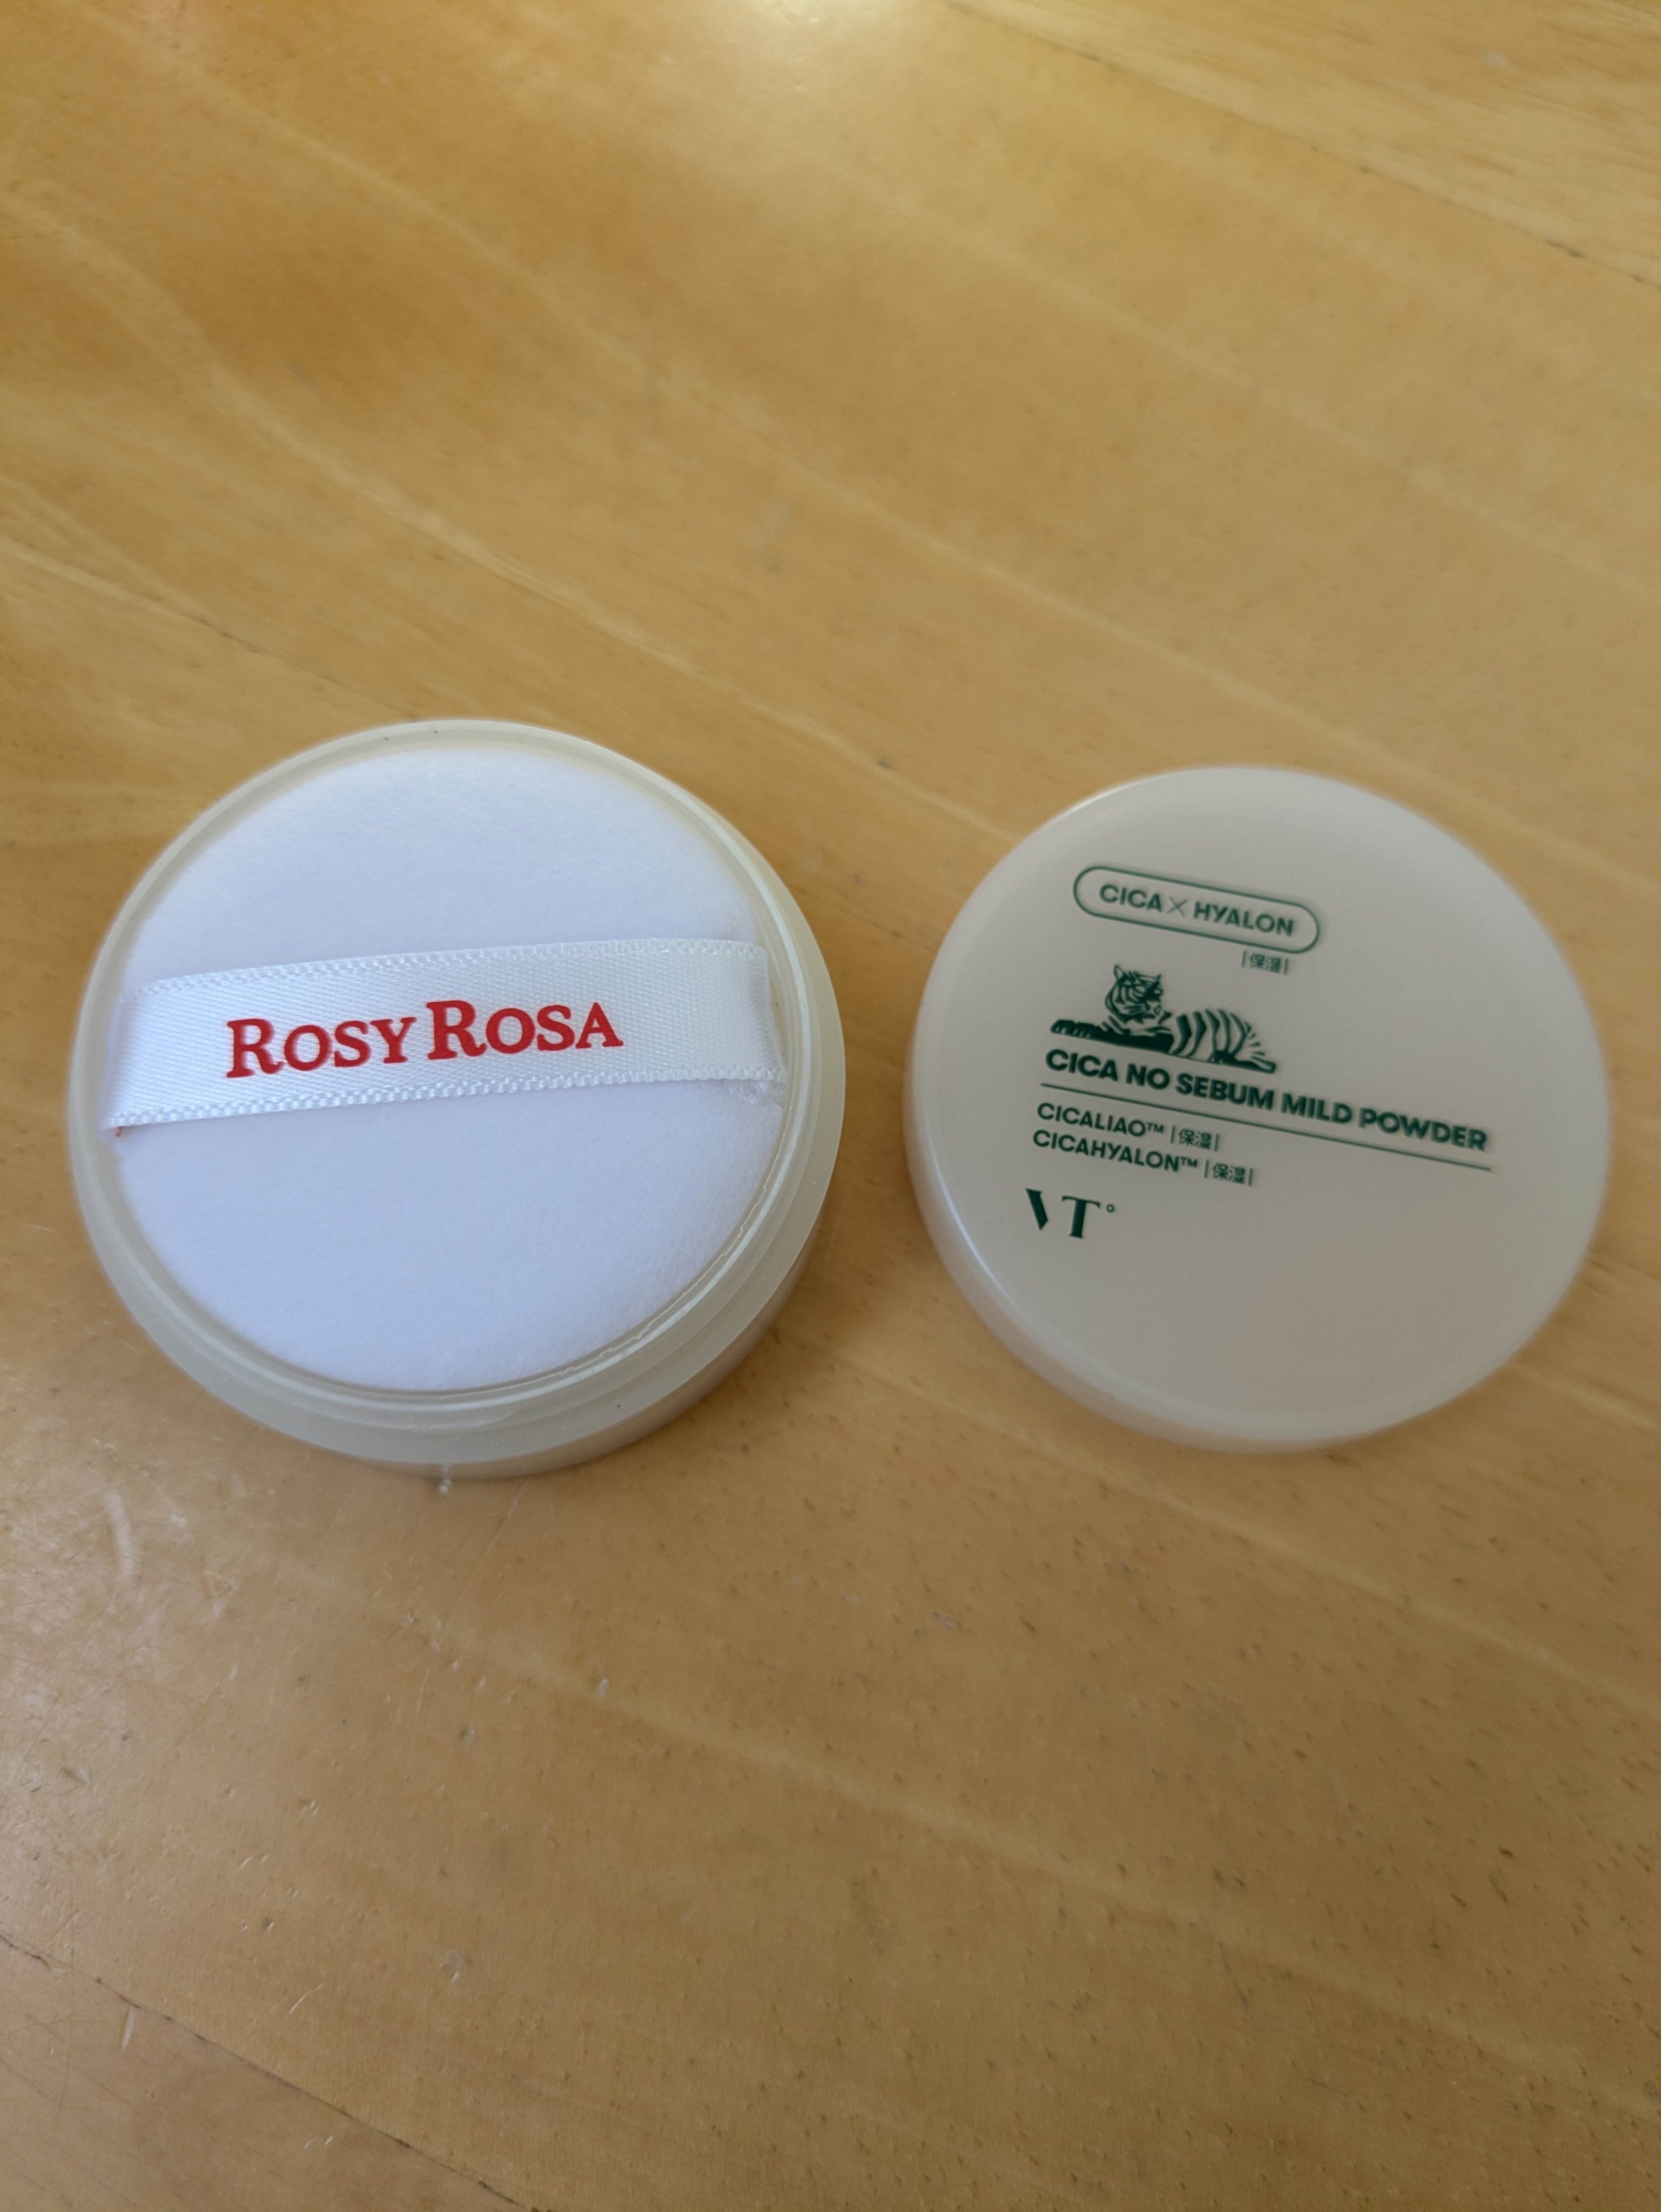 ROSY ROSA
CICA × HYALON
|保湿|
CICA NO SEBUM MILD POWDER
CICALIAO™ |保湿|
CICAHYALON™ |保湿|
VT°